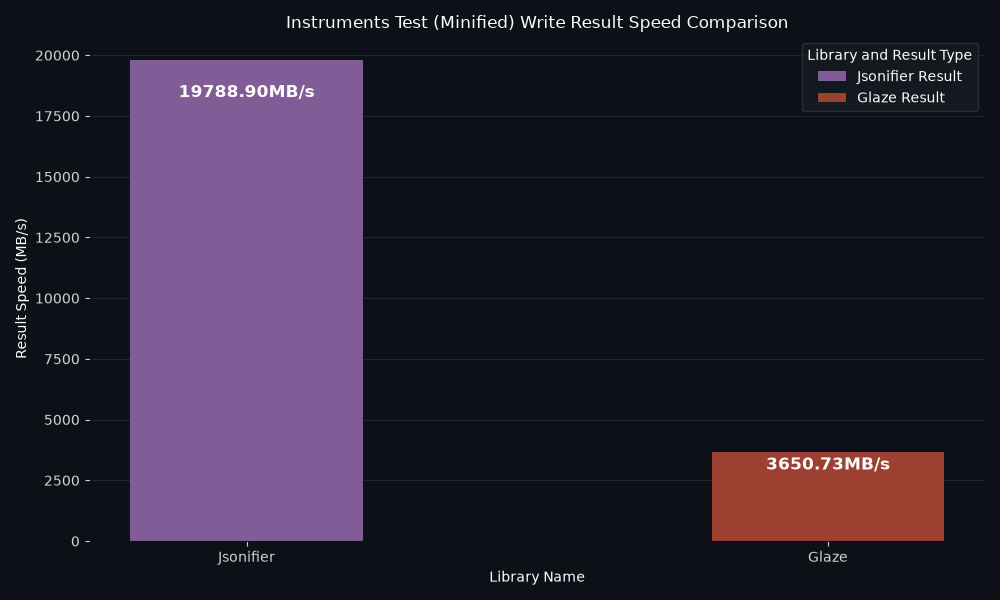 Instruments Test (Minified) Write Result Speed Comparison
Library and Result Type
Jsonifier Result
Glaze Result
Result Speed (MB/s)
20000
17500
15000
12500
10000
7500
5000
2500
0
19788.90MB/s
3650.73MB/s
Jsonifier
Glaze
Library Name